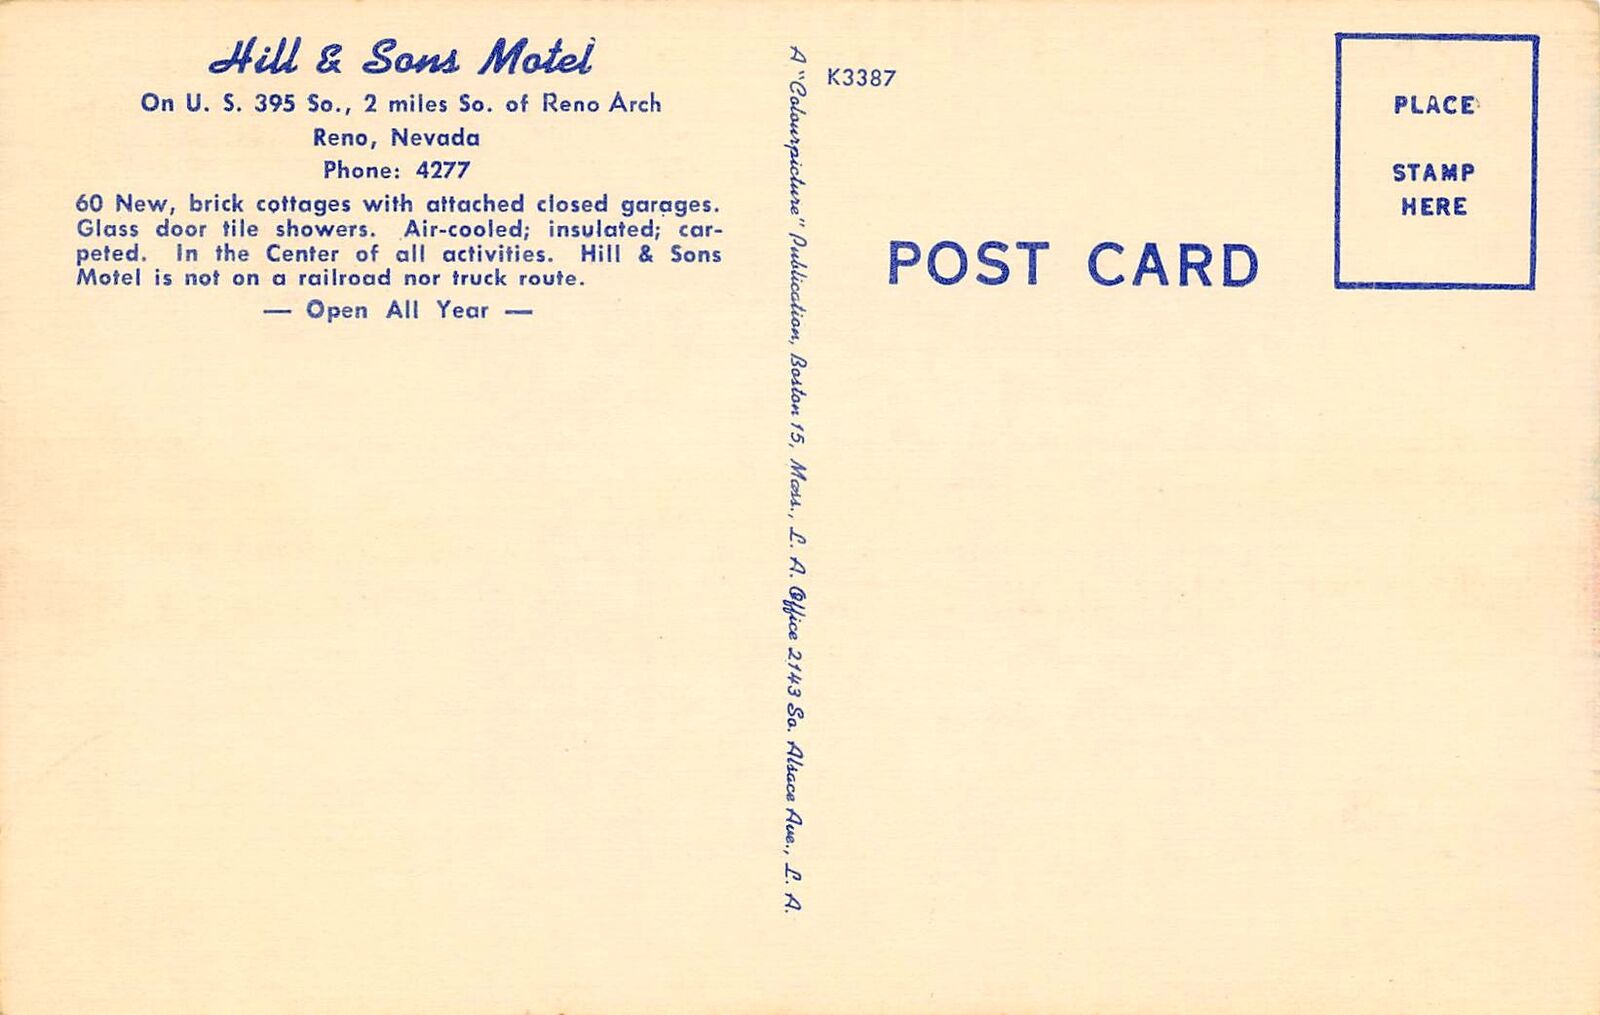 Hill & Sons Motel
On U. S. 395 So., 2 miles So. of Reno Arch
Reno, Nevada
Phone: 4277
60 New, brick cottages with attached closed garages.
Glass door tile showers. Air-cooled; insulated; car-
peted. In the Center of all activities. Hill & Sons
Motel is not on a railroad nor truck route.
— Open All Year —
A "Colourpicture" Publication, Boston 15, Mass., L. A. Office 2143 So. Alsace Ave., L. A.
K3387
POST CARD
PLACE
STAMP
HERE